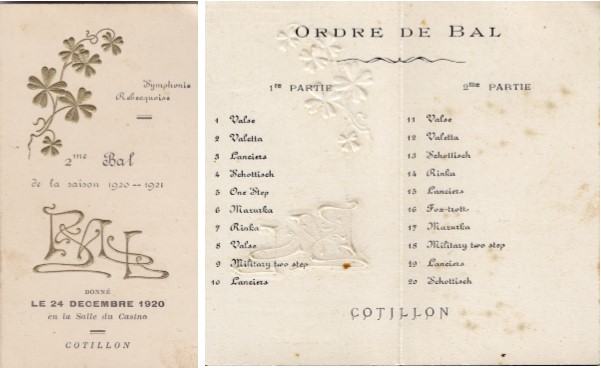 Symphonie
Rebecquoise
2me Bal
de la saison 1920--1921
BAL
DONNÉ
LE 24 DECEMBRE 1920
en la Salle du Casino
COTILLON
ORDRE DE BAL
1re PARTIE
1 Valse
2 Valetta
3 Lanciers
4 Schottisch
5 One Step
6 Mazurka
7 Rinka
8 Valse
9 Military two step
10 Lanciers
2me PARTIE
11 Valse
12 Valetta
13 Schottisch
14 Rinka
15 Lanciers
16 Fox-trott
17 Mazurka
18 Military two step
19 Lanciers
20 Schottisch
COTILLON